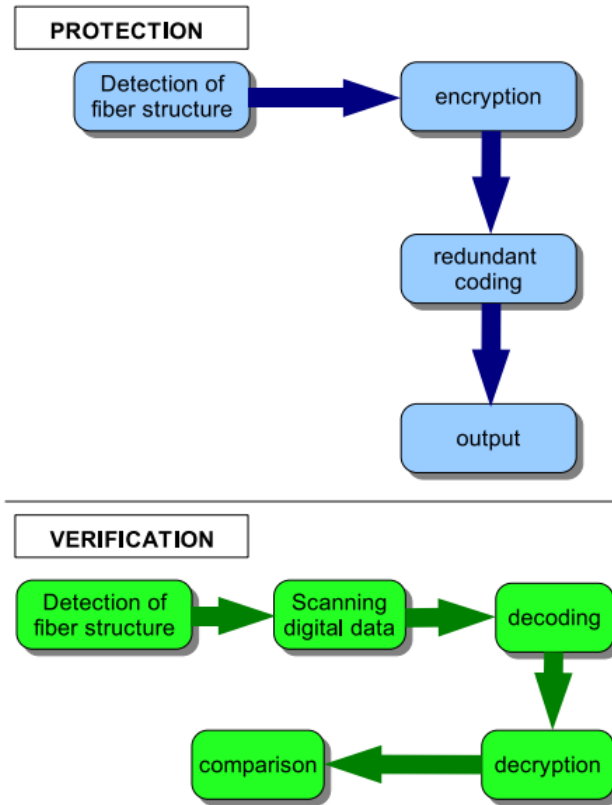 PROTECTION
Detection of
fiber structure
encryption
redundant
coding
output
VERIFICATION
Detection of
fiber structure
Scanning
digital data
decoding
decryption
comparison